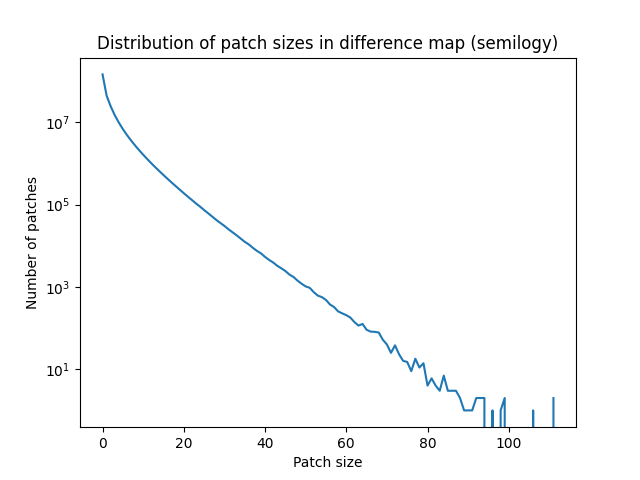 Distribution of patch sizes in difference map (semilogy)
Number of patches
10^7
10^5
10^3
10^1
0 20 40 60 80 100
Patch size